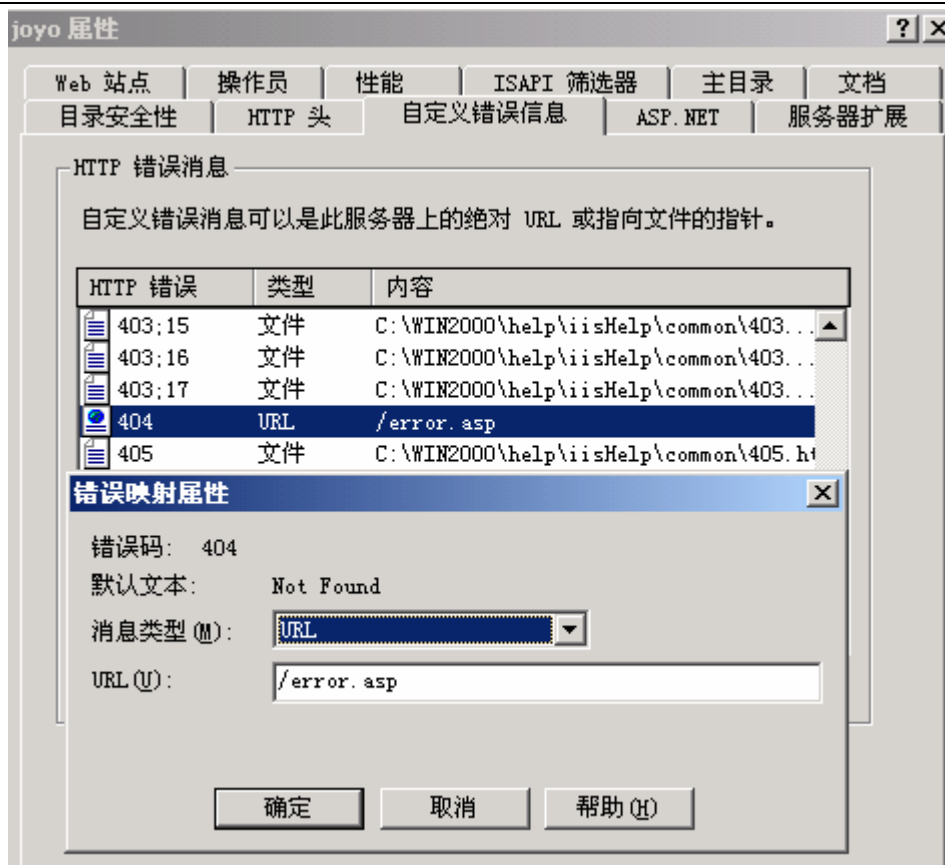 joyo 属性
Web 站点 操作员 性能 ISAPI 筛选器 主目录 文档
目录安全性 HTTP 头 自定义错误信息 ASP.NET 服务器扩展
HTTP 错误消息
自定义错误消息可以是此服务器上的绝对 URL 或指向文件的指针。
HTTP 错误 类型 内容
403;15 文件 C:\WIN2000\help\iisHelp\common\403...
403;16 文件 C:\WIN2000\help\iisHelp\common\403...
403;17 文件 C:\WIN2000\help\iisHelp\common\403...
404 URL /error.asp
405 文件 C:\WIN2000\help\iisHelp\common\405.ht
错误映射属性
错误码: 404
默认文本: Not Found
消息类型(M): URL
URL(U): /error.asp
确定 取消 帮助(H)